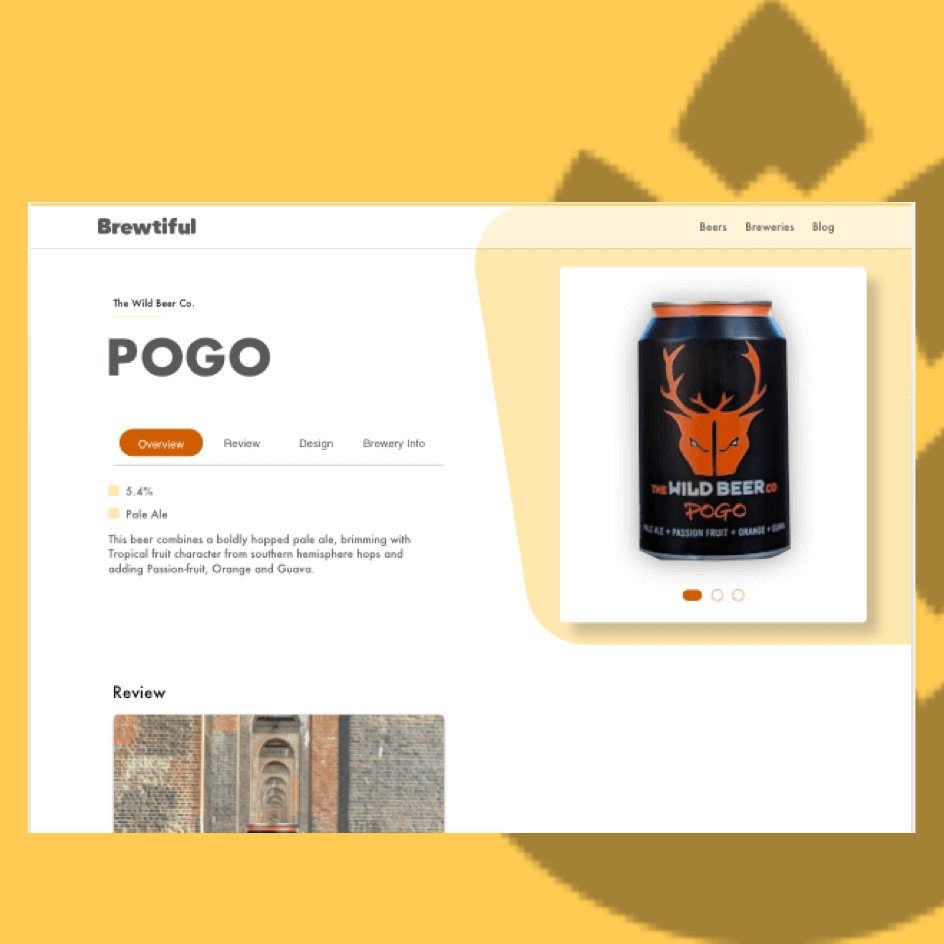 Brewtiful
Beers Breweries Blog
The Wild Beer Co.
POGO
Overview Review Design Brewery Info
5.4%
Pale Ale
This beer combines a boldly hopped pale ale, brimming with
Tropical fruit character from southern hemisphere hops and
adding Passion-fruit, Orange and Guava.
THE WILD BEER CO
POGO
ALE + PASSION FRUIT + ORANGE +
Review